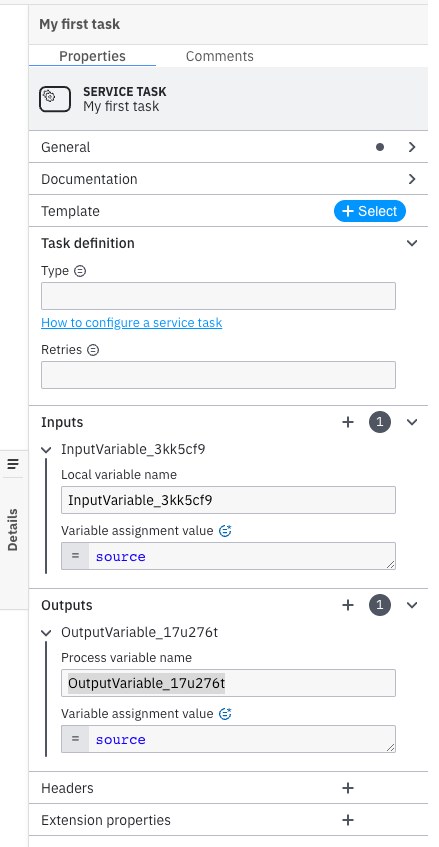 My first task
Properties Comments
SERVICE TASK
My first task
General
Documentation
Template + Select
Task definition
Type
How to configure a service task
Retries
Inputs + 1
InputVariable_3kk5cf9
Local variable name
InputVariable_3kk5cf9
Variable assignment value
= source
Details
Outputs + 1
OutputVariable_17u276t
Process variable name
OutputVariable_17u276t
Variable assignment value
= source
Headers +
Extension properties +